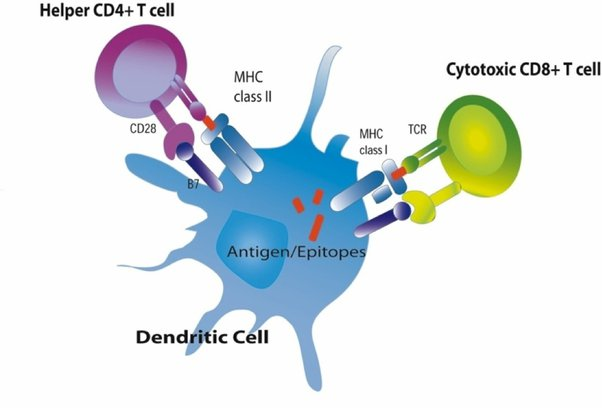 Helper CD4+ T cell
Cytotoxic CD8+ T cell
MHC
class II
CD28
MHC
class I
TCR
B7
Antigen/Epitopes
Dendritic Cell